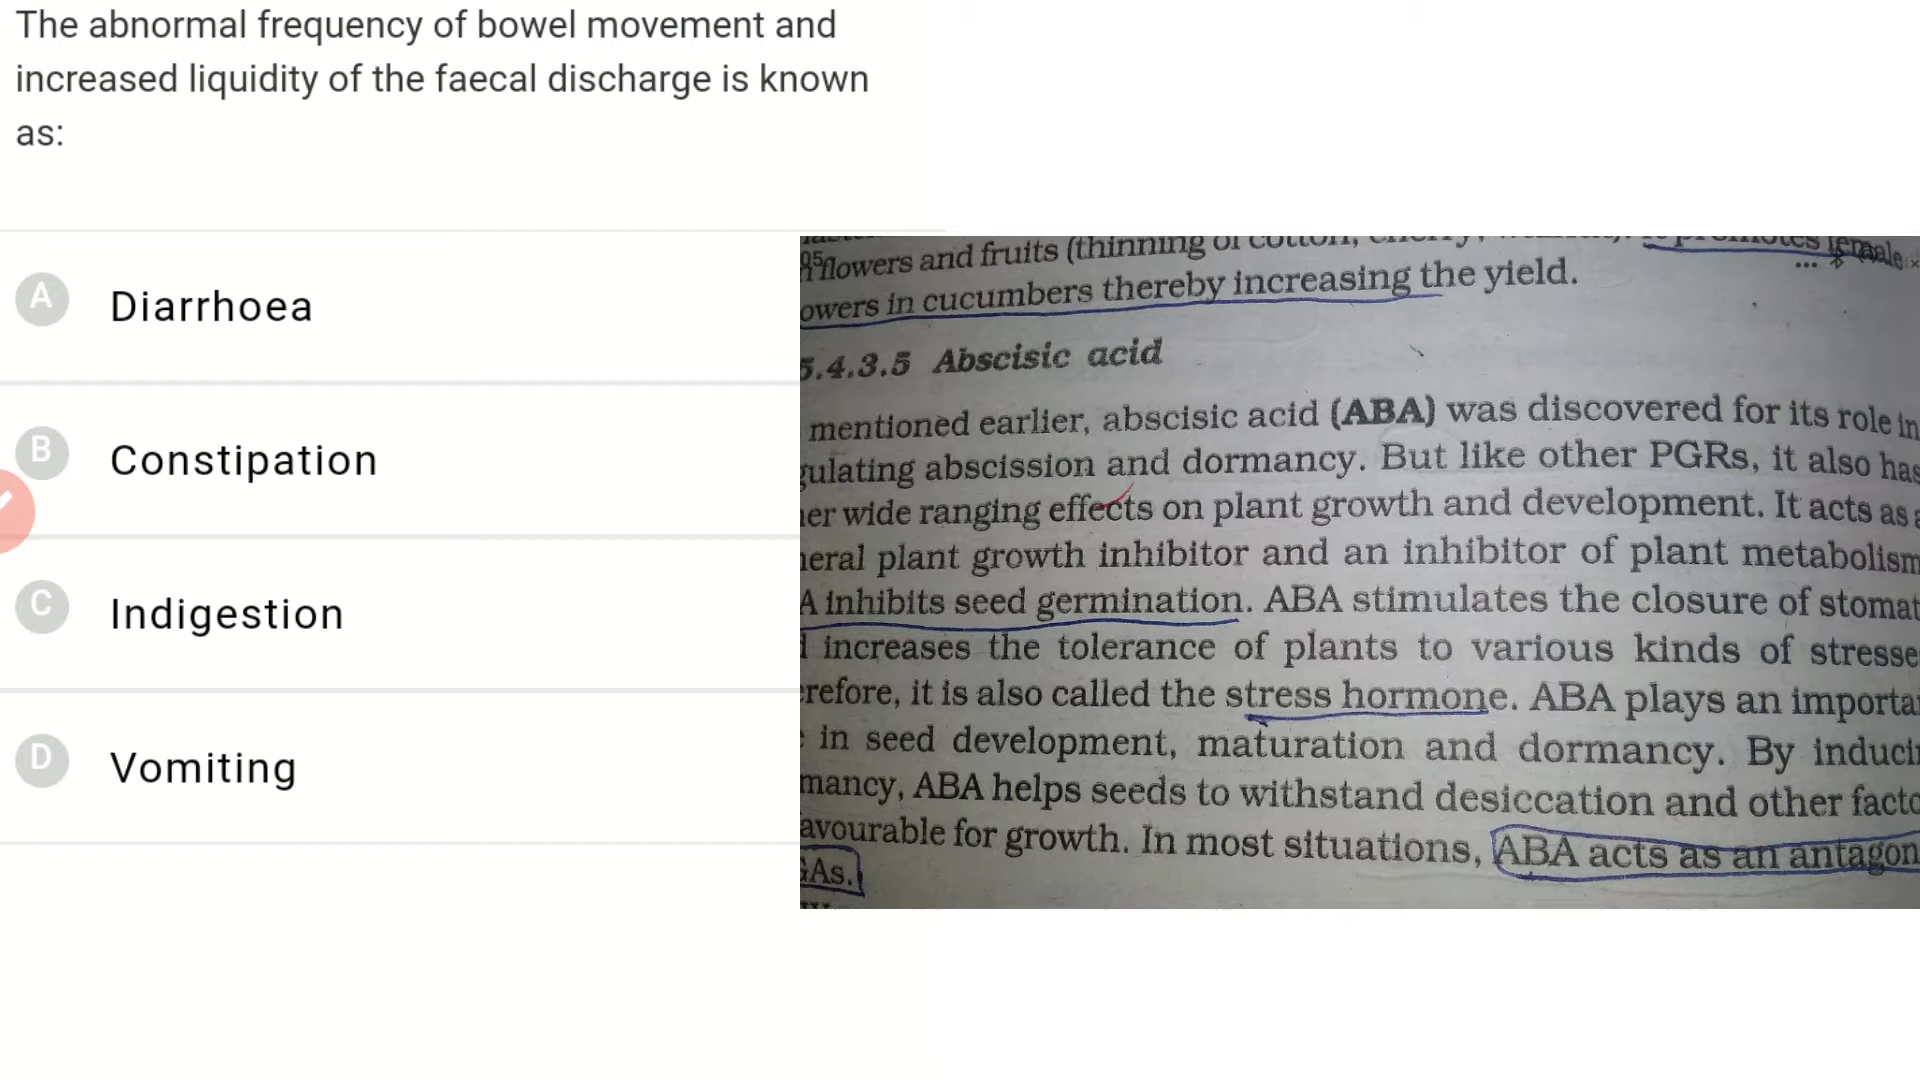 The abnormal frequency of bowel movement and
increased liquidity of the faecal discharge is known
as:
A Diarrhoea
B Constipation
C Indigestion
D Vomiting
flowers and fruits (thinning of cotton,
owers in cucumbers thereby increasing the yield.
5.4.3.5 Abscisic acid
mentioned earlier, abscisic acid (ABA) was discovered for its role in
gulating abscission and dormancy. But like other PGRs, it also has
er wide ranging effects on plant growth and development. It acts as a
neral plant growth inhibitor and an inhibitor of plant metabolism
A inhibits seed germination. ABA stimulates the closure of stomat
increases the tolerance of plants to various kinds of stresse
refore, it is also called the stress hormone. ABA plays an importa
in seed development, maturation and dormancy. By induci
mancy, ABA helps seeds to withstand desiccation and other facto
avourable for growth. In most situations, ABA acts as an antagon
GAs.